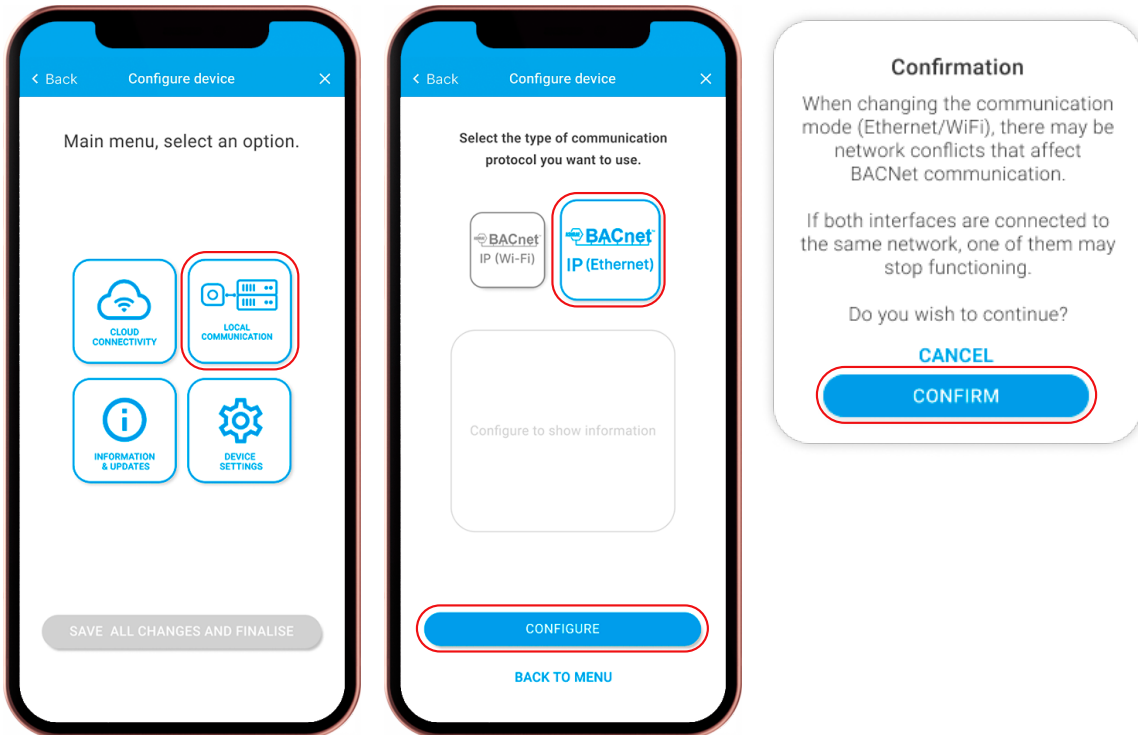 Back
Configure device
Main menu, select an option.
CLOUD
CONNECTIVITY
LOCAL
COMMUNICATION
INFORMATION
& UPDATES
DEVICE
SETTINGS
SAVE ALL CHANGES AND FINALISE
Back
Configure device
Select the type of communication
protocol you want to use.
BACnet
IP (Wi-Fi)
BACnet
IP (Ethernet)
Configure to show information
CONFIGURE
BACK TO MENU
Confirmation
When changing the communication
mode (Ethernet/WiFi), there may be
network conflicts that affect
BACNet communication.
If both interfaces are connected to
the same network, one of them may
stop functioning.
Do you wish to continue?
CANCEL
CONFIRM